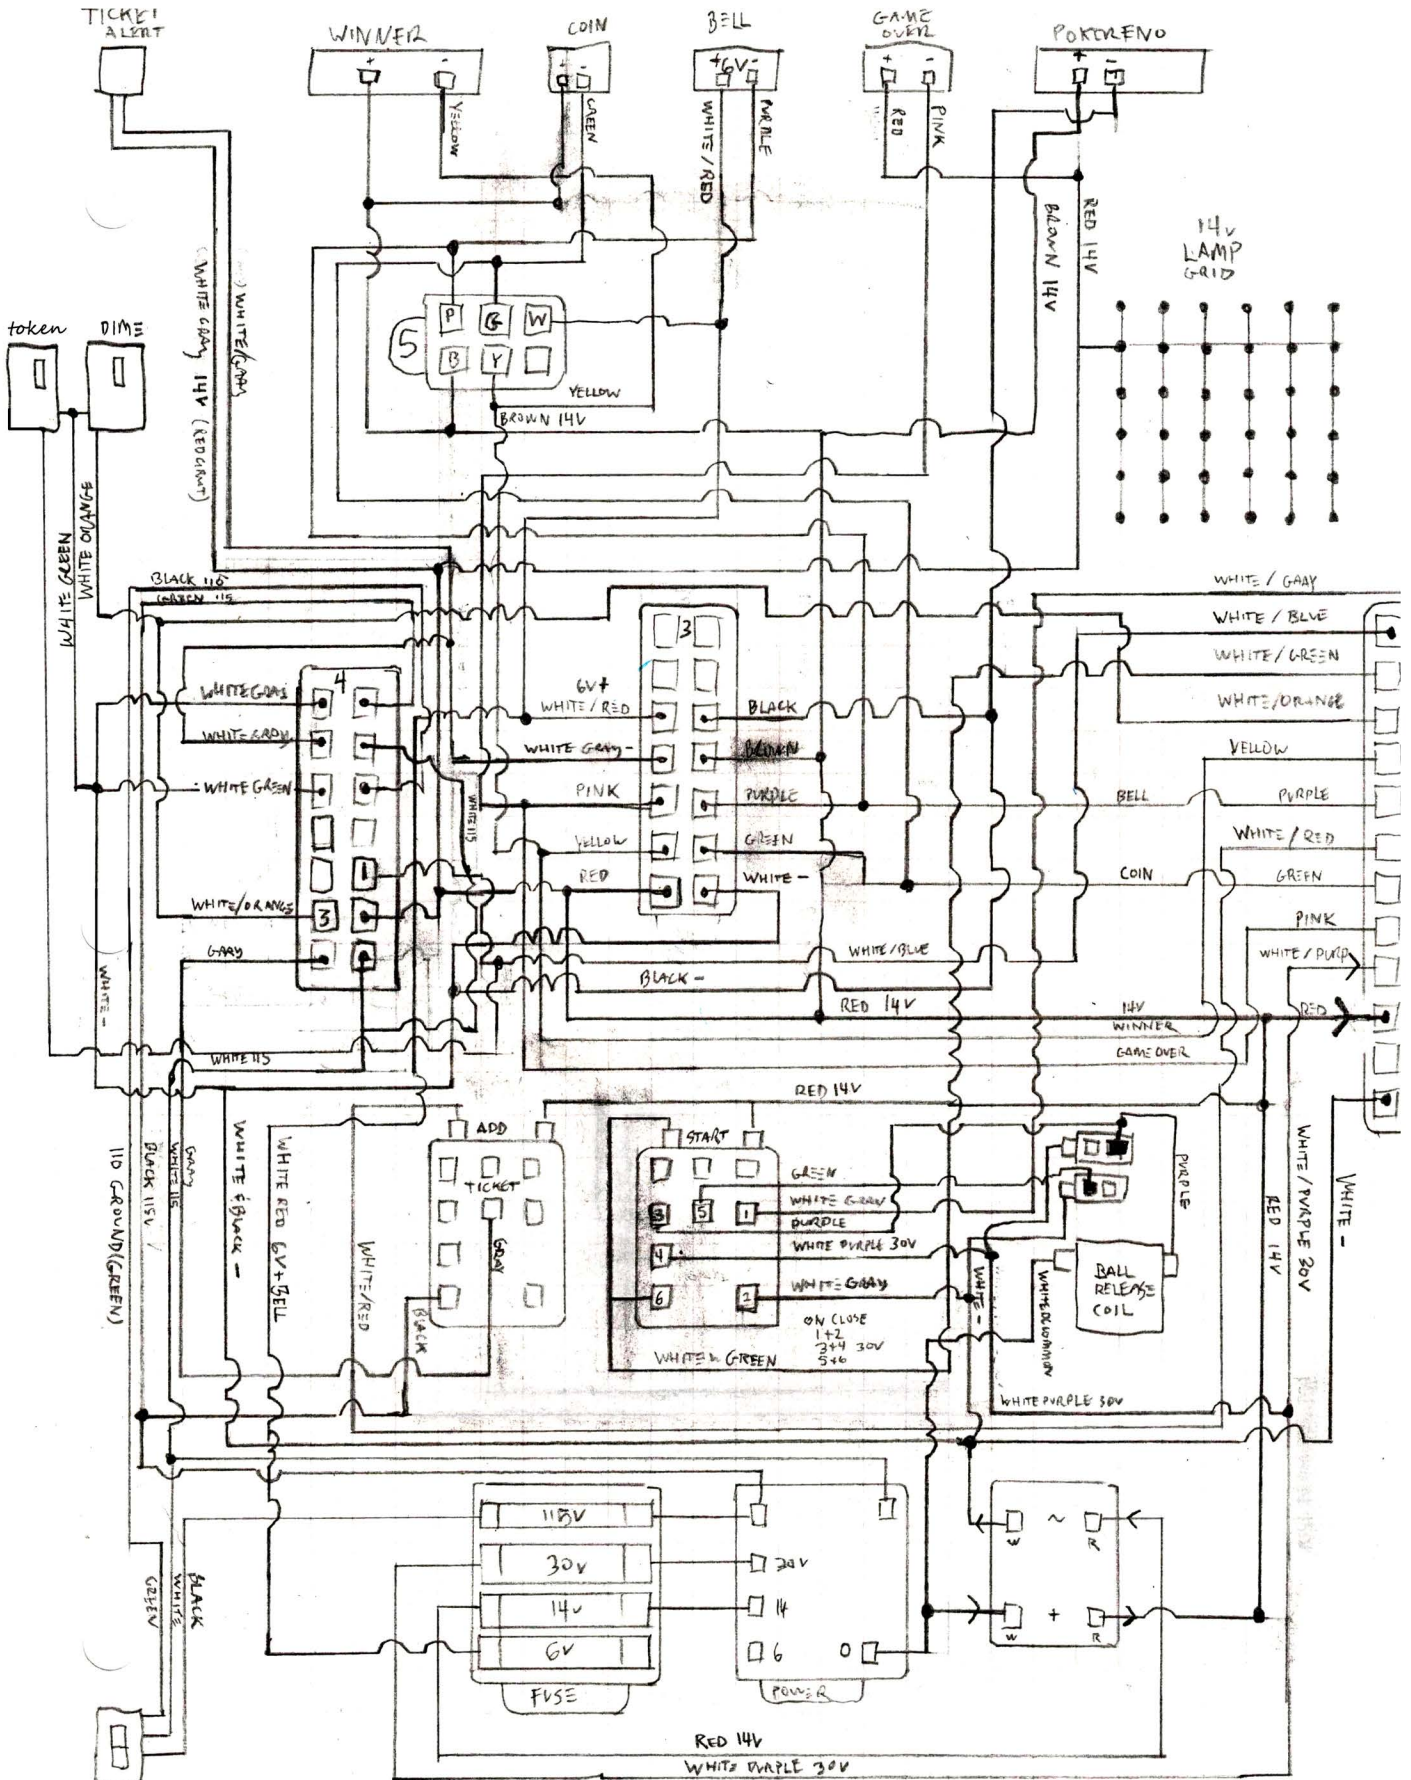 TICKET
ALERT
WINNER
COIN
BELL
GAME
OVER
POKERENO
+
-
+
-
+6V-
+
-
+
-
YELLOW
GREEN
WHITE/RED
PURPLE
RED
PINK
RED 14V
BROWN 14V
14V
LAMP
GRID
WHITE GRAY 14V
WHITE/GRAY
token
DIME
P
G
W
5
B
Y
YELLOW
BROWN 14V
WHITE GREEN
WHITE ORANGE
BLACK 115
GREEN 115
WHITE / GRAY
WHITE / BLUE
WHITE / GREEN
WHITE/ORANGE
YELLOW
PURPLE
WHITE / RED
GREEN
PINK
WHITE / PURP
RED
BELL
COIN
4
WHITE GRAY
WHITE GRAY
WHITE GREEN
WHITE/ORANGE
3
1
GRAY
WHITE 115
3
6V+
WHITE / RED
WHITE GRAY-
PINK
YELLOW
RED
BLACK
BROWN
PURPLE
GREEN
WHITE -
WHITE/BLUE
BLACK -
RED 14V
14V
WINNER
GAME OVER
WHITE -
WHITE 115
RED 14V
110 GROUND(GREEN)
BLACK 115V
WHITE 115
GRAY
WHITE & BLACK -
WHITE RED 6V+BELL
WHITE/RED
ADD
TICKET
GRAY
BLACK
START
3
5
1
4
6
2
GREEN
WHITE GRAY
PURPLE
WHITE PURPLE 30V
WHITE GRAY
ON CLOSE
1+2
3+4 30V
5+6
WHITE GREEN
WHITE -
PURPLE
BALL
RELEASE
COIL
RED 14V
WHITE/PURPLE 30V
WHITE -
WHITE PURPLE 30V
115V
30V
14V
6V
FUSE
30V
14
6
0
POWER
W
~
R
W
+
R
GREEN
WHITE
BLACK
RED 14V
WHITE PURPLE 30V